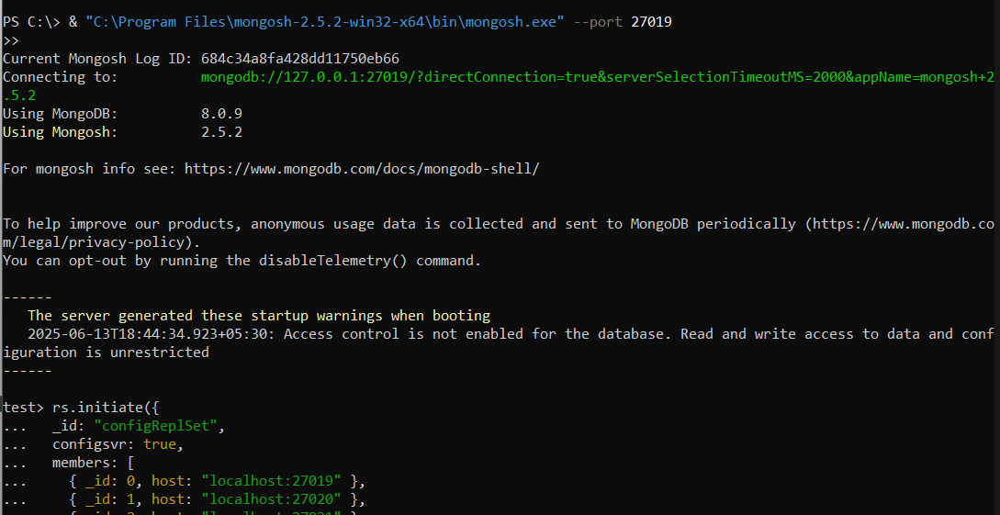 PS C:\> & "C:\Program Files\mongosh-2.5.2-win32-x64\bin\mongosh.exe" --port 27019
>>
Current Mongosh Log ID: 684c34a8fa428dd11750eb66
Connecting to:          mongodb://127.0.0.1:27019/?directConnection=true&serverSelectionTimeoutMS=2000&appName=mongosh+2
.5.2
Using MongoDB:          8.0.9
Using Mongosh:          2.5.2
For mongosh info see: https://www.mongodb.com/docs/mongodb-shell/
To help improve our products, anonymous usage data is collected and sent to MongoDB periodically (https://www.mongodb.co
m/legal/privacy-policy).
You can opt-out by running the disableTelemetry() command.
------
   The server generated these startup warnings when booting
   2025-06-13T18:44:34.923+05:30: Access control is not enabled for the database. Read and write access to data and conf
iguration is unrestricted
------
test> rs.initiate({
...   _id: "configReplSet",
...   configsvr: true,
...   members: [
...     { _id: 0, host: "localhost:27019" },
...     { _id: 1, host: "localhost:27020" },